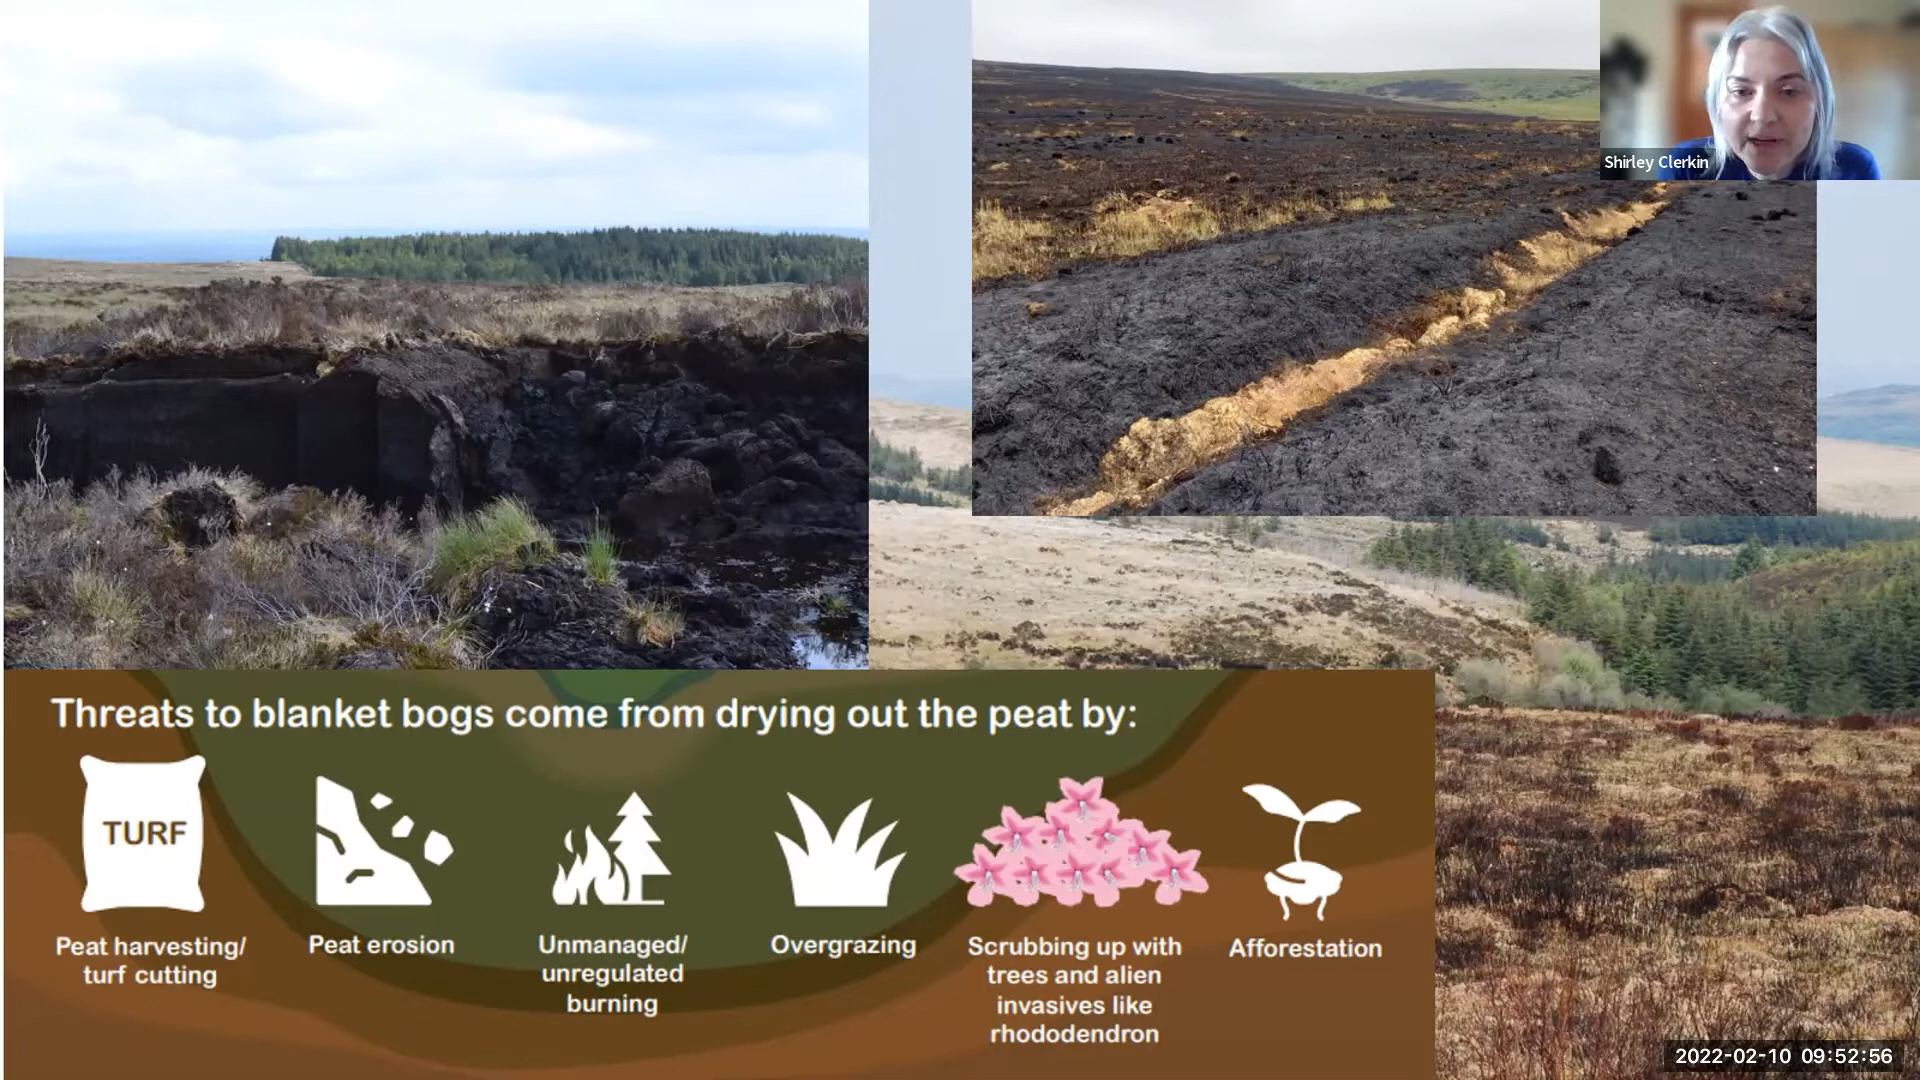 Shirley Clerkin
Threats to blanket bogs come from drying out the peat by:
TURF
Peat harvesting/
turf cutting
Peat erosion
Unmanaged/
unregulated
burning
Overgrazing
Scrubbing up with
trees and alien
invasives like
rhododendron
Afforestation
2022-02-10 09:52:56